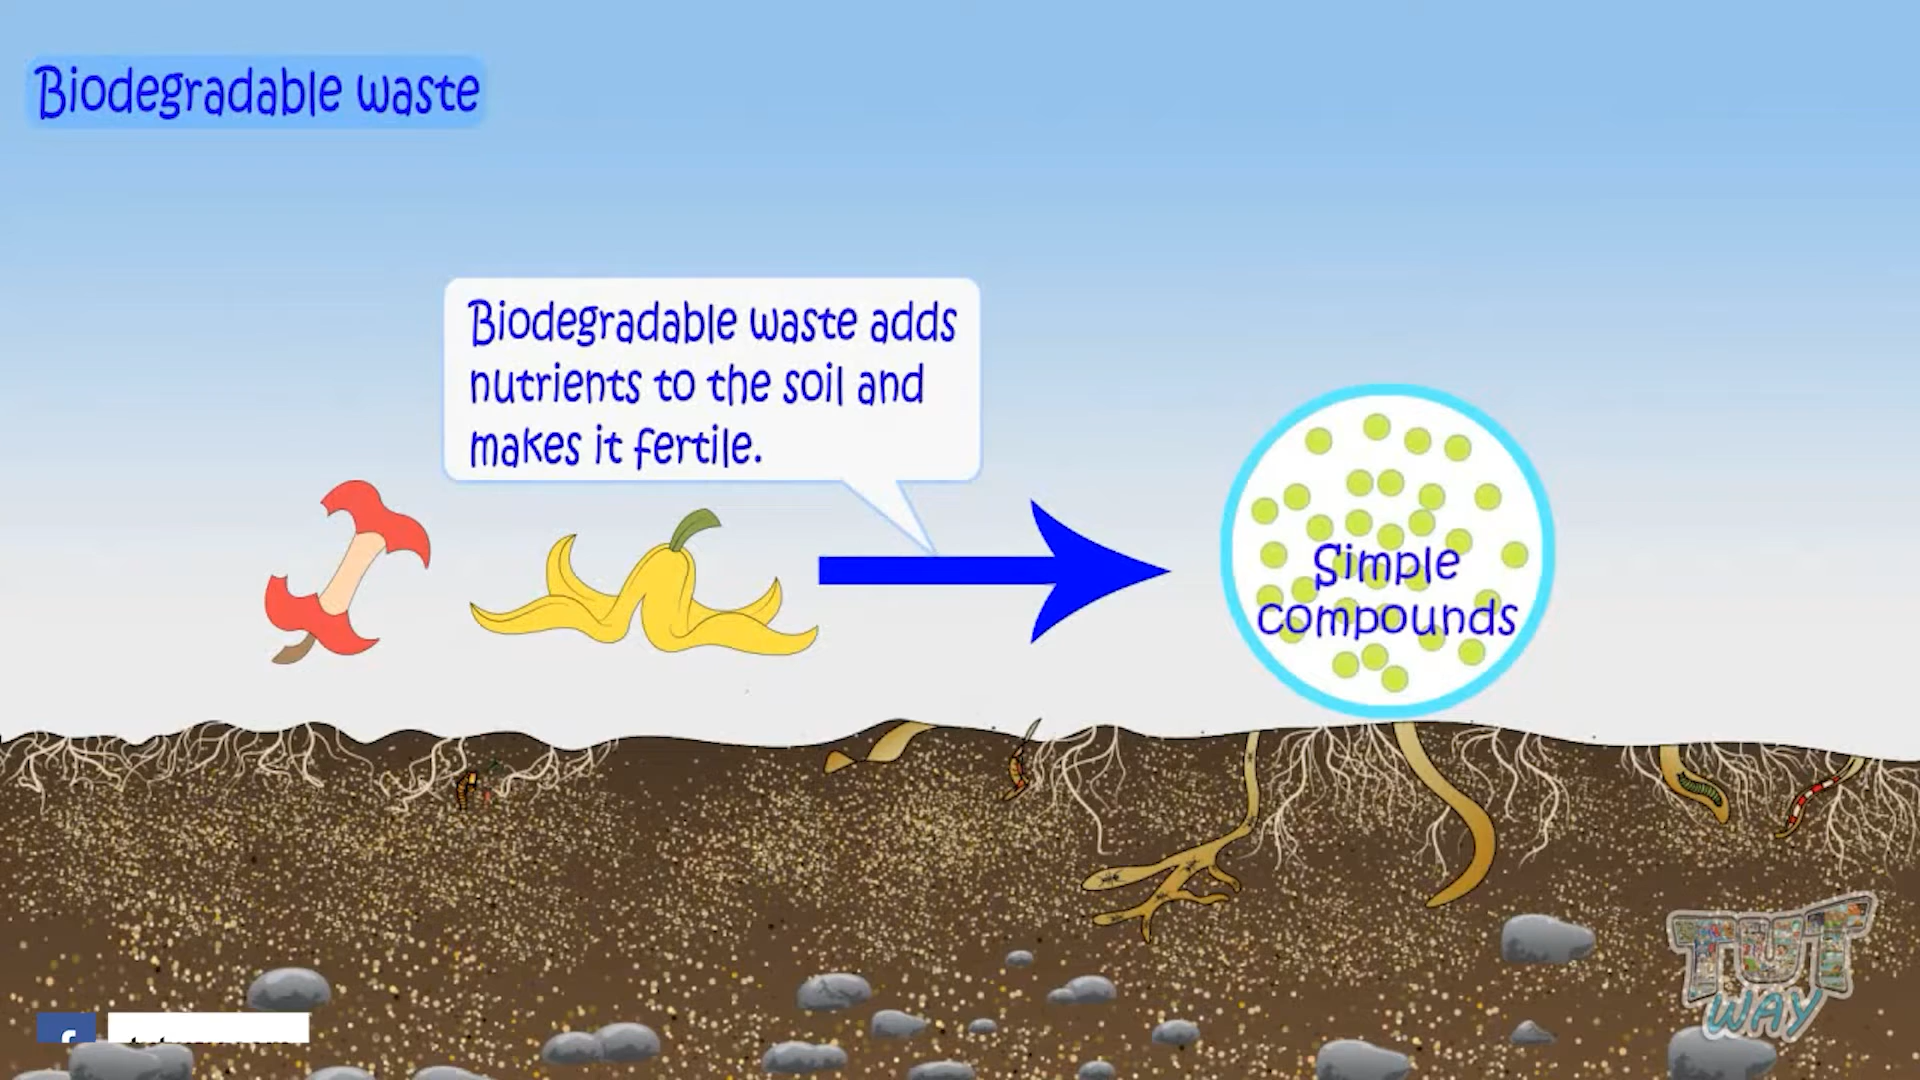 Biodegradable waste
Biodegradable waste adds
nutrients to the soil and
makes it fertile.
Simple
compounds
TUT
WAY